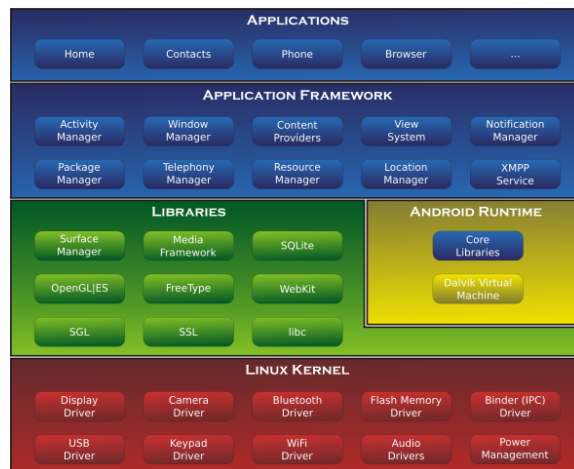 APPLICATIONS
Home
Contacts
Phone
Browser
...
APPLICATION FRAMEWORK
Activity
Manager
Window
Manager
Content
Providers
View
System
Notification
Manager
Package
Manager
Telephony
Manager
Resource
Manager
Location
Manager
XMPP
Service
LIBRARIES
Surface
Manager
Media
Framework
SQLite
OpenGL|ES
FreeType
WebKit
SGL
SSL
libc
ANDROID RUNTIME
Core
Libraries
Dalvik Virtual
Machine
LINUX KERNEL
Display
Driver
Camera
Driver
Bluetooth
Driver
Flash Memory
Driver
Binder (IPC)
Driver
USB
Driver
Keypad
Driver
WiFi
Driver
Audio
Drivers
Power
Management